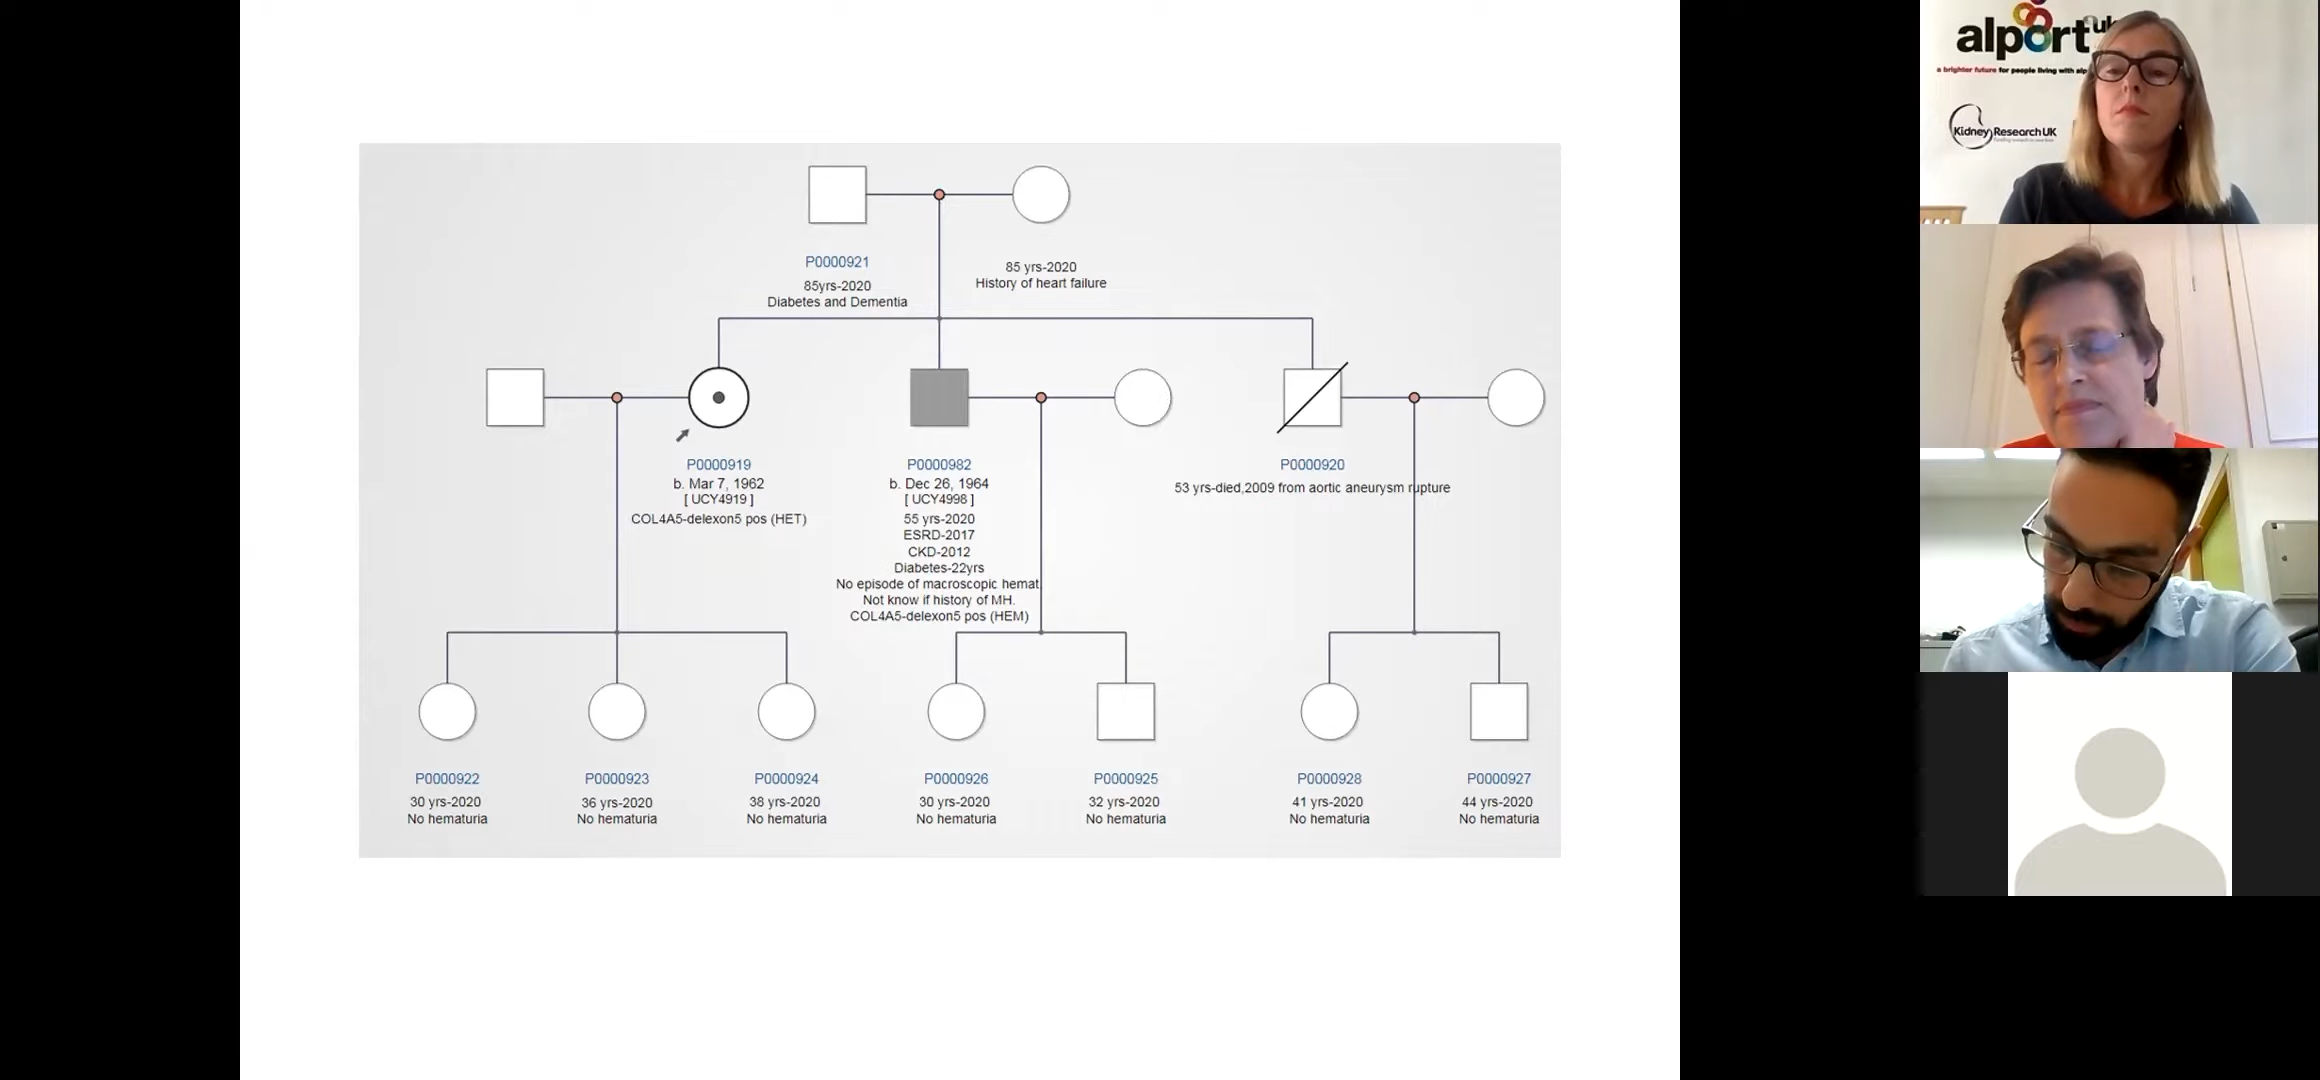 P0000921
85yrs-2020
Diabetes and Dementia
85 yrs-2020
History of heart failure
P0000919
b. Mar 7, 1962
[ UCY4919 ]
COL4A5-delexon5 pos (HET)
P0000982
b. Dec 26, 1964
[ UCY4998 ]
55 yrs-2020
ESRD-2017
CKD-2012
Diabetes-22yrs
No episode of macroscopic hemat.
Not know if history of MH.
COL4A5-delexon5 pos (HEM)
P0000920
53 yrs-died,2009 from aortic aneurysm rupture
P0000922
30 yrs-2020
No hematuria
P0000923
36 yrs-2020
No hematuria
P0000924
38 yrs-2020
No hematuria
P0000926
30 yrs-2020
No hematuria
P0000925
32 yrs-2020
No hematuria
P0000928
41 yrs-2020
No hematuria
P0000927
44 yrs-2020
No hematuria
alport uk
a brighter future for people living with alp
Kidney Research UK